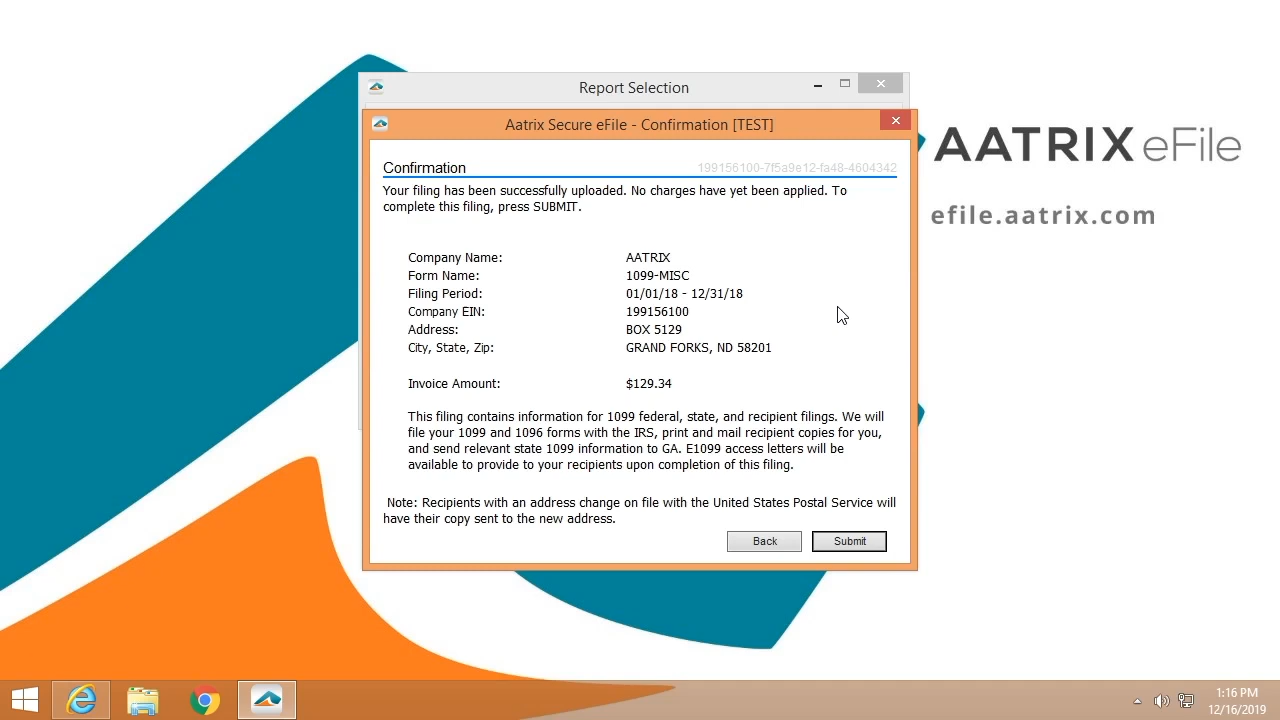 Report Selection
Aatrix Secure eFile - Confirmation [TEST]
AATRIX eFile
efile.aatrix.com
Confirmation
199156100-7f5a9e12-fa48-4604342
Your filing has been successfully uploaded. No charges have yet been applied. To
complete this filing, press SUBMIT.
Company Name: AATRIX
Form Name: 1099-MISC
Filing Period: 01/01/18 - 12/31/18
Company EIN: 199156100
Address: BOX 5129
City, State, Zip: GRAND FORKS, ND 58201
Invoice Amount: $129.34
This filing contains information for 1099 federal, state, and recipient filings. We will
file your 1099 and 1096 forms with the IRS, print and mail recipient copies for you,
and send relevant state 1099 information to GA. E1099 access letters will be
available to provide to your recipients upon completion of this filing.
Note: Recipients with an address change on file with the United States Postal Service will
have their copy sent to the new address.
Back Submit
1:16 PM
12/16/2019